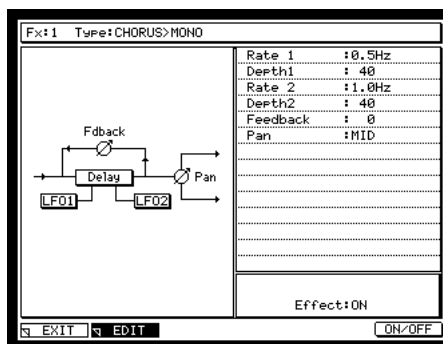 Fx:1 Type:CHORUS>MONO
Rate 1 :0.5Hz
Depth1 : 40
Rate 2 :1.0Hz
Depth2 : 40
Feedback : 0
Pan :MID
Fdback
Delay
Pan
LFO1
LFO2
Effect:ON
EXIT
EDIT
ON/OFF